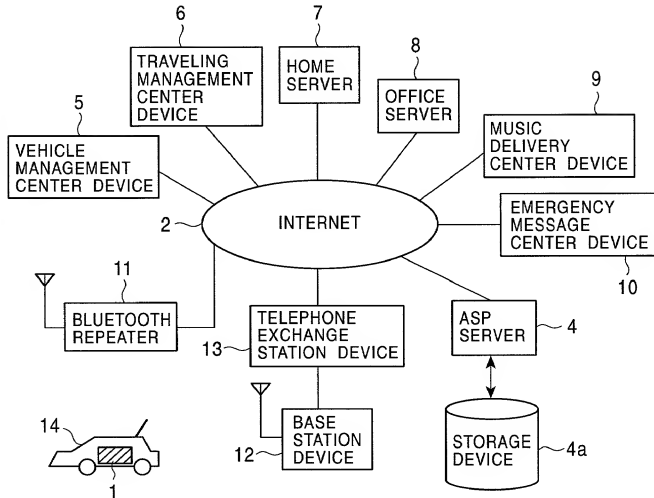 6
7
8
9
5
TRAVELING
MANAGEMENT
CENTER
DEVICE
HOME
SERVER
OFFICE
SERVER
MUSIC
DELIVERY
CENTER DEVICE
VEHICLE
MANAGEMENT
CENTER DEVICE
2
INTERNET
EMERGENCY
MESSAGE
CENTER DEVICE
10
11
BLUETOOTH
REPEATER
TELEPHONE
EXCHANGE
STATION DEVICE
13
ASP
SERVER
4
14
1
BASE
STATION
DEVICE
12
STORAGE
DEVICE
4a